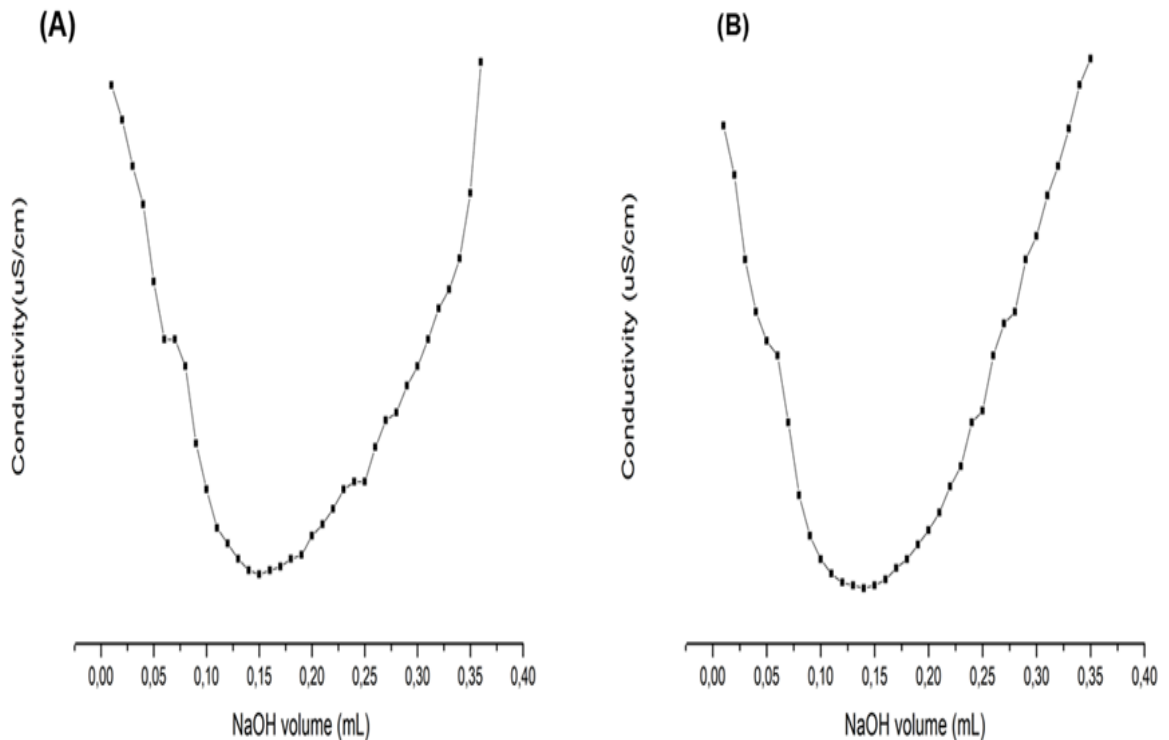 (A)
Conductivity(uS/cm)
0,00 0,05 0,10 0,15 0,20 0,25 0,30 0,35 0,40
NaOH volume (mL)
(B)
Conductivity (uS/cm)
0,00 0,05 0,10 0,15 0,20 0,25 0,30 0,35 0,40
NaOH volume (mL)